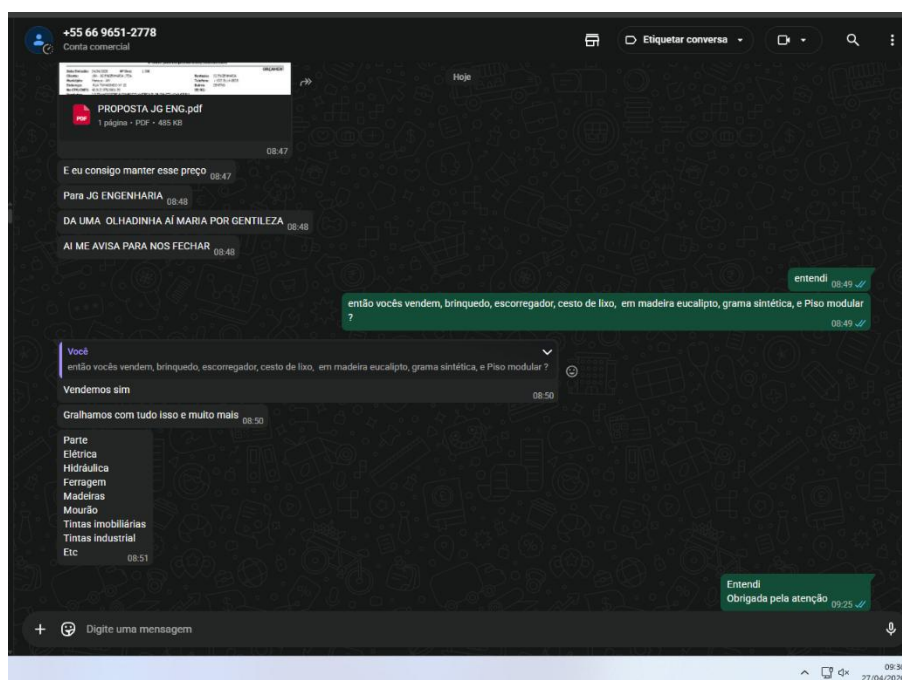 +55 66 9651-2778
Conta comercial
Etiquetar conversa
ORÇAMENTO
Hoje
PROPOSTA JG ENG.pdf
1 página • PDF • 485 KB
08:47
E eu consigo manter esse preço 08:47
Para JG ENGENHARIA 08:48
DA UMA OLHADINHA AÍ MARIA POR GENTILEZA 08:48
AI ME AVISA PARA NOS FECHAR 08:48
entendi 08:49
então vocês vendem, brinquedo, escorregador, cesto de lixo, em madeira eucalipto, grama sintética, e Piso modular
?
08:49
Você
então vocês vendem, brinquedo, escorregador, cesto de lixo, em madeira eucalipto, grama sintética, e Piso modular ?
Vendemos sim
08:50
Gralhamos com tudo isso e muito mais 08:50
Parte
Elétrica
Hidráulica
Ferragem
Madeiras
Mourão
Tintas imobiliárias
Tintas industrial
Etc 08:51
Entendi
Obrigada pela atenção 09:25
Digite uma mensagem